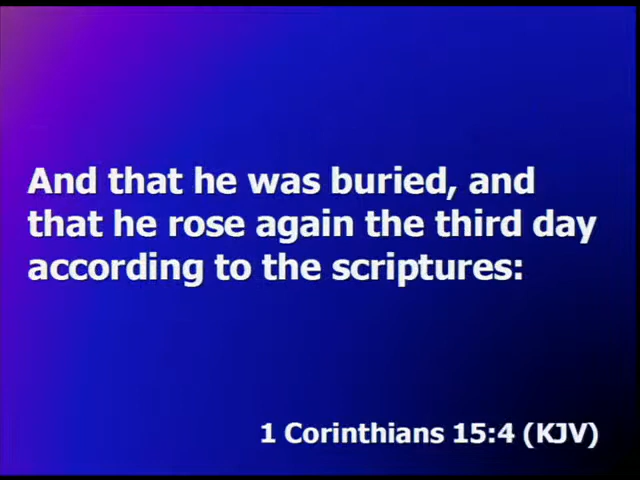 And that he was buried, and
that he rose again the third day
according to the scriptures:
1 Corinthians 15:4 (KJV)